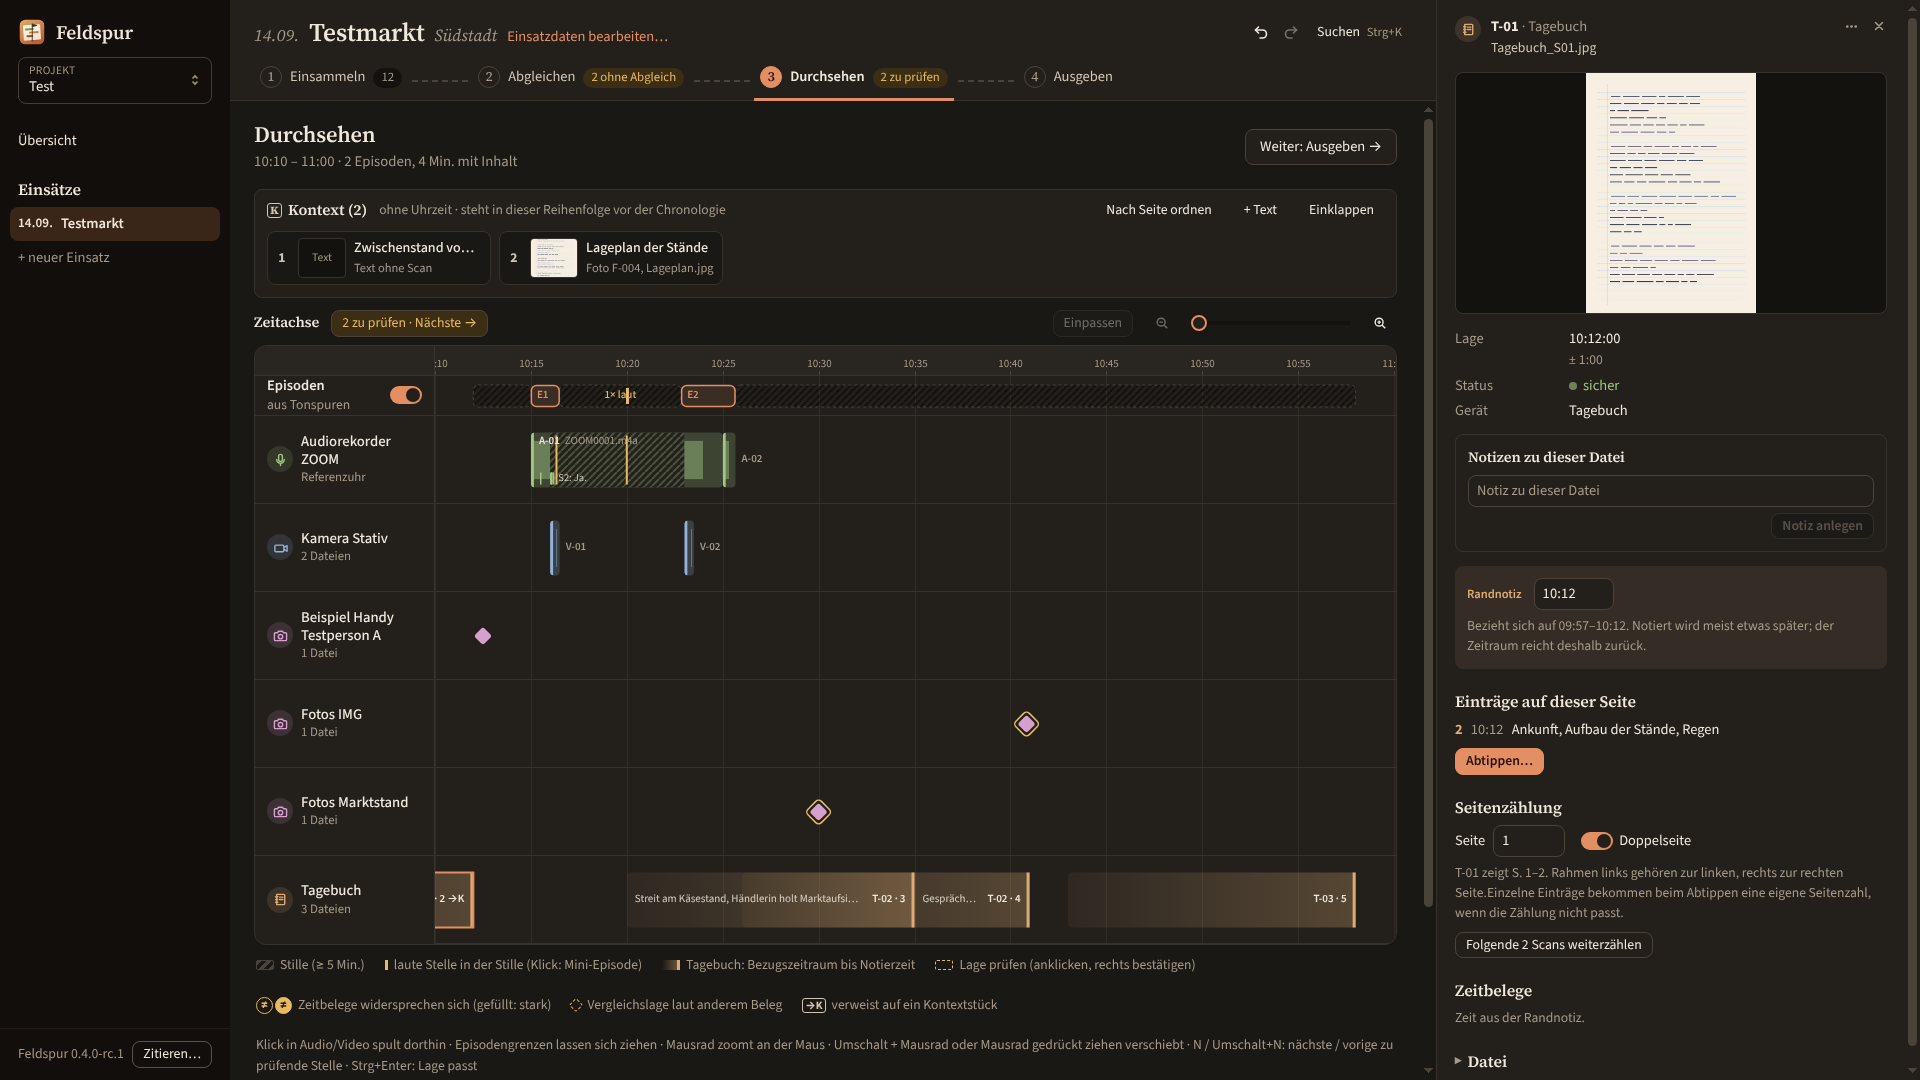 Feldspur
PROJEKT
Test
Übersicht
Einsätze
14.09. Testmarkt
+ neuer Einsatz
Feldspur 0.4.0-rc.1 Zitieren…
14.09. Testmarkt Südstadt Einsatzdaten bearbeiten…
Suchen Strg+K
1 Einsammeln 12 2 Abgleichen 2 ohne Abgleich 3 Durchsehen 2 zu prüfen 4 Ausgeben
Durchsehen
10:10 – 11:00 · 2 Episoden, 4 Min. mit Inhalt
Weiter: Ausgeben →
K Kontext (2) ohne Uhrzeit · steht in dieser Reihenfolge vor der Chronologie
Nach Seite ordnen + Text Einklappen
1 Text Zwischenstand vo…
Text ohne Scan
2 Lageplan der Stände
Foto F-004, Lageplan.jpg
Zeitachse 2 zu prüfen · Nächste → Einpassen
:10 10:15 10:20 10:25 10:30 10:35 10:40 10:45 10:50 10:55 11:
Episoden
aus Tonspuren
E1 1× laut E2
Audiorekorder
ZOOM
Referenzuhr
A-01 ZOOM0001.m4a
S2: Ja.
A-02
Kamera Stativ
2 Dateien
V-01 V-02
Beispiel Handy
Testperson A
1 Datei
Fotos IMG
1 Datei
Fotos Marktstand
1 Datei
Tagebuch
3 Dateien
· 2 →K
Streit am Käsestand, Händlerin holt Marktaufsi… T-02 · 3 Gespräch… T-02 · 4 T-03 · 5
Stille (≥ 5 Min.) laute Stelle in der Stille (Klick: Mini-Episode) Tagebuch: Bezugszeitraum bis Notierzeit Lage prüfen (anklicken, rechts bestätigen)
≠ ≠ Zeitbelege widersprechen sich (gefüllt: stark) Vergleichslage laut anderem Beleg →K verweist auf ein Kontextstück
Klick in Audio/Video spult dorthin · Episodengrenzen lassen sich ziehen · Mausrad zoomt an der Maus · Umschalt + Mausrad oder Mausrad gedrückt ziehen verschiebt · N / Umschalt+N: nächste / vorige zu
prüfende Stelle · Strg+Enter: Lage passt
T-01 · Tagebuch
Tagebuch_S01.jpg
Lage 10:12:00
± 1:00
Status sicher
Gerät Tagebuch
Notizen zu dieser Datei
Notiz zu dieser Datei
Notiz anlegen
Randnotiz 10:12
Bezieht sich auf 09:57–10:12. Notiert wird meist etwas später; der
Zeitraum reicht deshalb zurück.
Einträge auf dieser Seite
2 10:12 Ankunft, Aufbau der Stände, Regen
Abtippen…
Seitenzählung
Seite 1 Doppelseite
T-01 zeigt S. 1–2. Rahmen links gehören zur linken, rechts zur rechten
Seite.Einzelne Einträge bekommen beim Abtippen eine eigene Seitenzahl,
wenn die Zählung nicht passt.
Folgende 2 Scans weiterzählen
Zeitbelege
Zeit aus der Randnotiz.
Datei